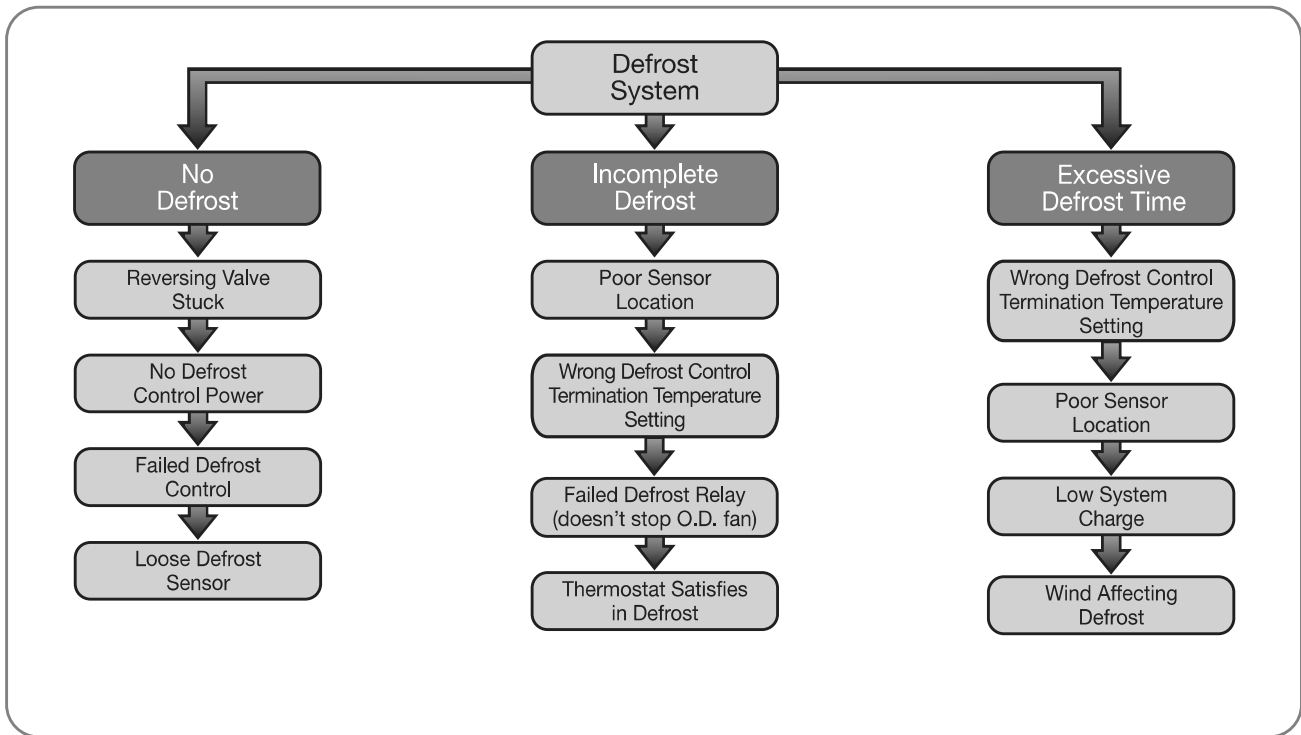 Defrost
System
No
Defrost
Reversing Valve
Stuck
No Defrost
Control Power
Failed Defrost
Control
Loose Defrost
Sensor
Incomplete
Defrost
Poor Sensor
Location
Wrong Defrost Control
Termination Temperature
Setting
Failed Defrost Relay
(doesn't stop O.D. fan)
Thermostat Satisfies
in Defrost
Excessive
Defrost Time
Wrong Defrost Control
Termination Temperature
Setting
Poor Sensor
Location
Low System
Charge
Wind Affecting
Defrost